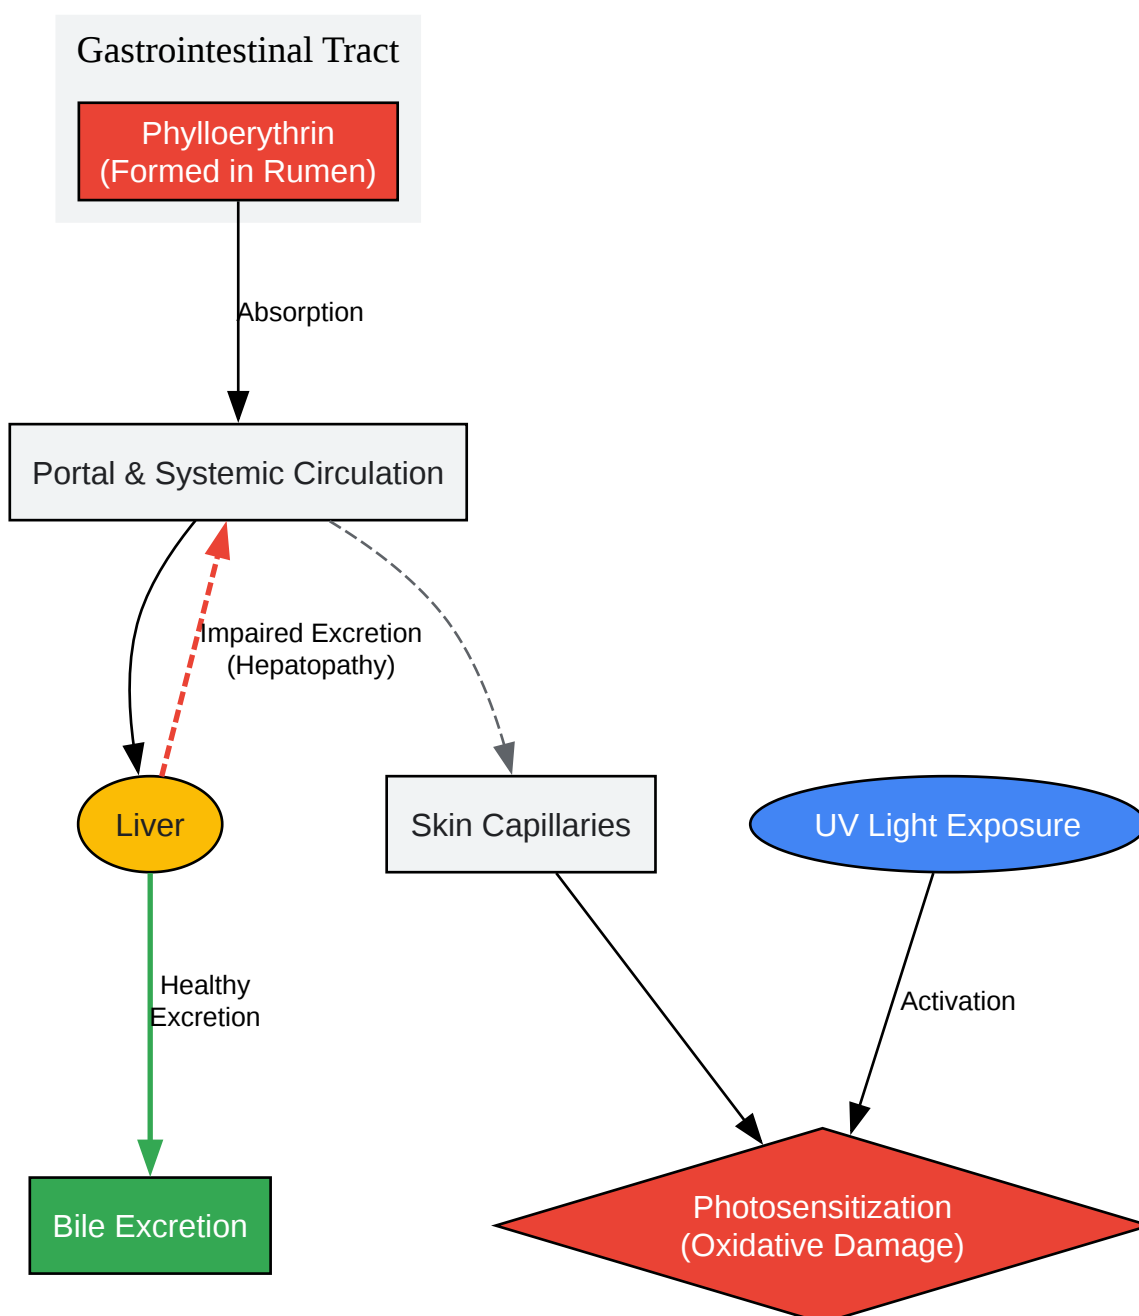 Gastrointestinal Tract
Phylloerythrin
(Formed in Rumen)
Absorption
Portal & Systemic Circulation
Impaired Excretion
(Hepatopathy)
Liver
Skin Capillaries
UV Light Exposure
Healthy
Excretion
Activation
Bile Excretion
Photosensitization
(Oxidative Damage)